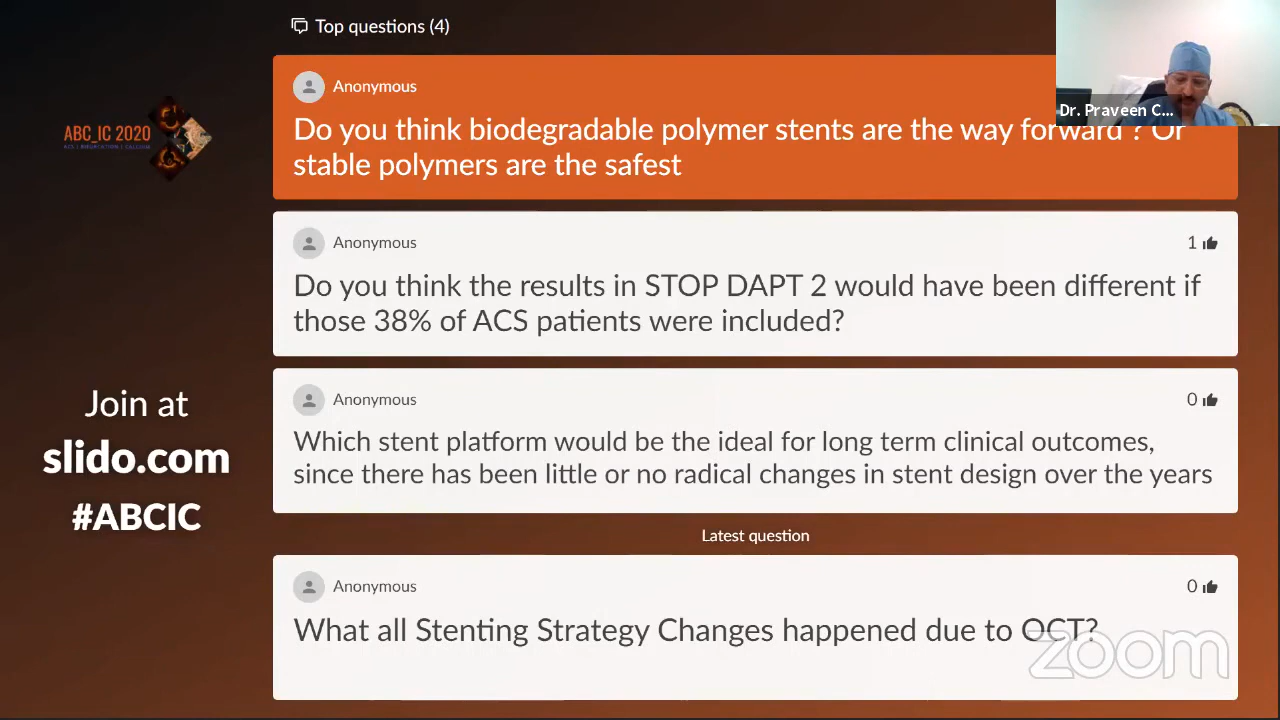 Top questions (4)
Anonymous
Dr. Praveen C...
Do you think biodegradable polymer stents are the way forward ? Or
stable polymers are the safest
ABC_IC 2020
Anonymous
1
Do you think the results in STOP DAPT 2 would have been different if
those 38% of ACS patients were included?
Anonymous
0
Which stent platform would be the ideal for long term clinical outcomes,
since there has been little or no radical changes in stent design over the years
Join at
slido.com
#ABCIC
Latest question
Anonymous
0
What all Stenting Strategy Changes happened due to OCT?
zoom